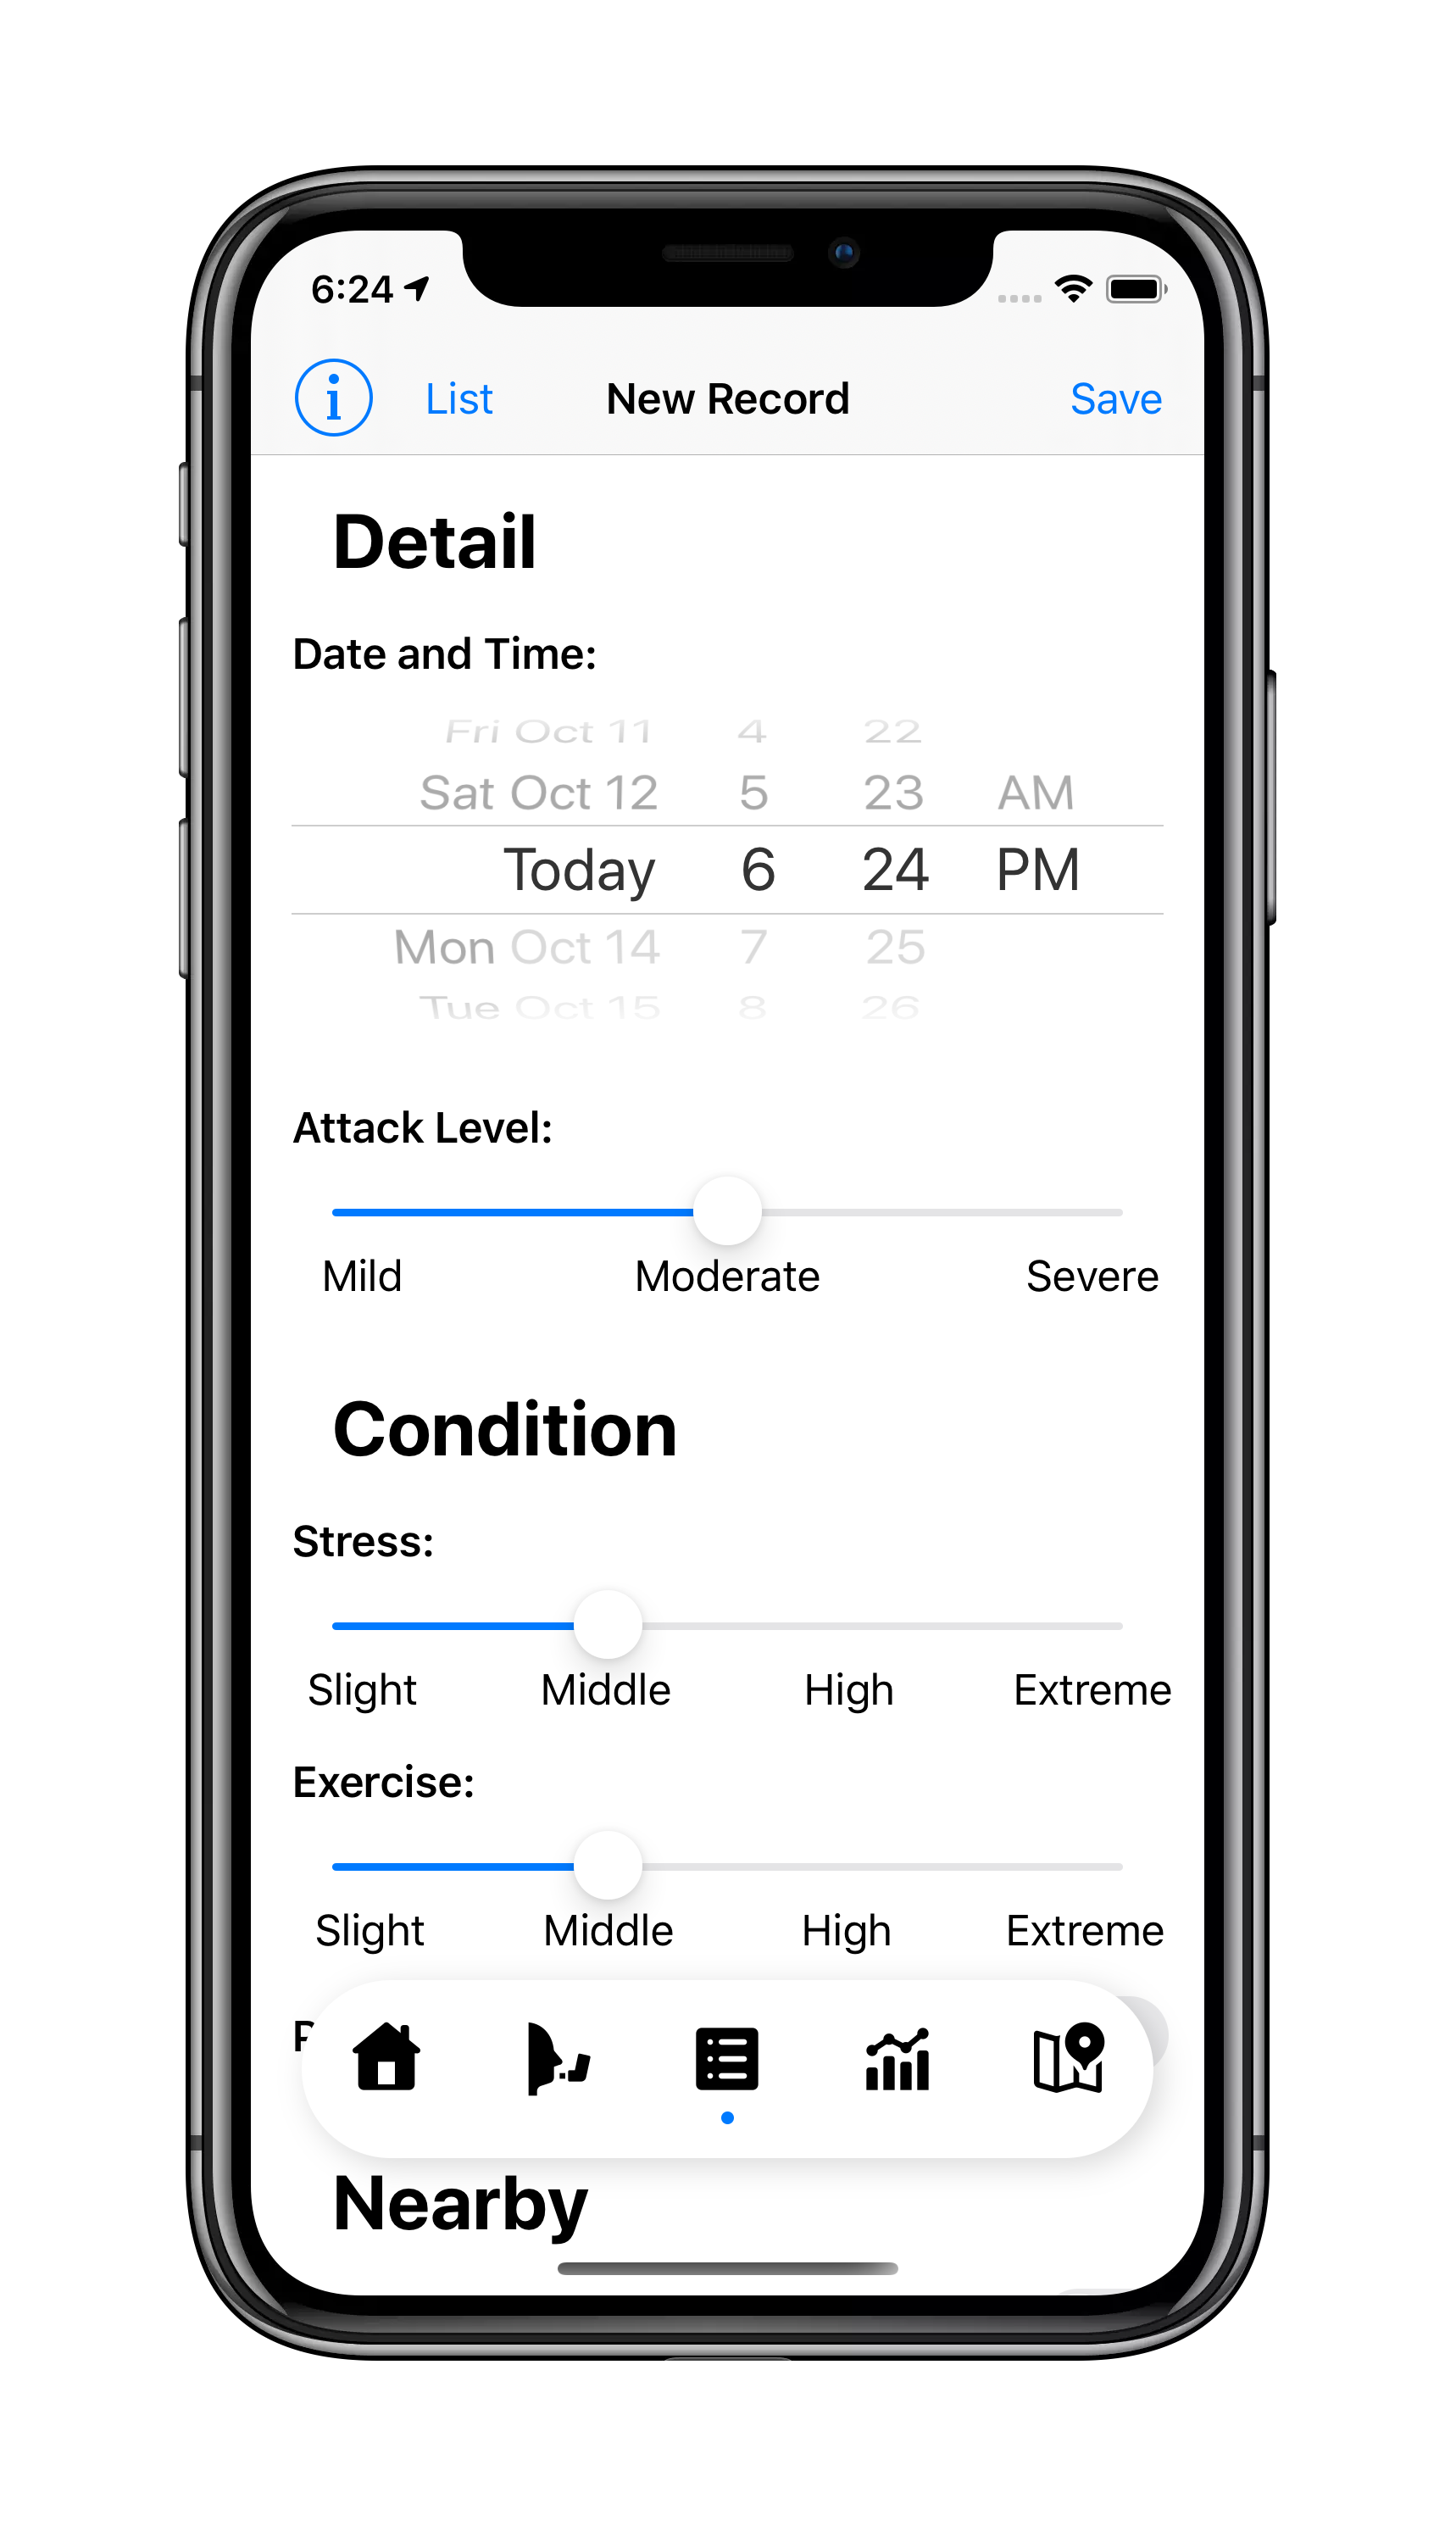 6:24
i List New Record Save
Detail
Date and Time:
Fri Oct 11 4 22
Sat Oct 12 5 23 AM
Today 6 24 PM
Mon Oct 14 7 25
Tue Oct 15 8 26
Attack Level:
Mild Moderate Severe
Condition
Stress:
Slight Middle High Extreme
Exercise:
Slight Middle High Extreme
Nearby